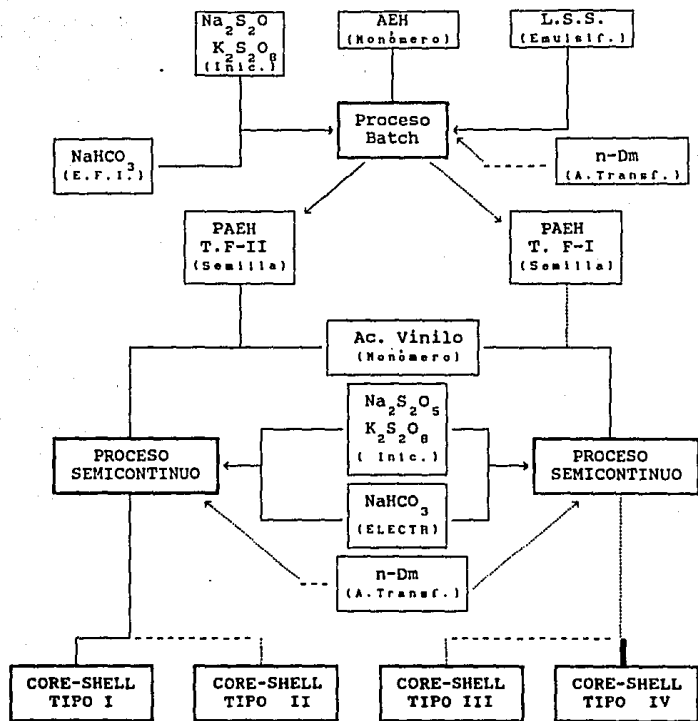 Na2S2O
K2S2O8
(Inic.)
AEH
(Monómero)
L.S.S.
(Emulsif.)
Proceso
Batch
NaHCO3
(E.F.I.)
n-Dm
(A.Transf.)
PAEH
T.F-II
(Semilla)
PAEH
T. F-I
(Semilla)
Ac. Vinilo
(Monómero)
Na2S2O5
K2S2O8
( Inic.)
PROCESO
SEMICONTINUO
PROCESO
SEMICONTINUO
NaHCO3
(ELECTR)
n-Dm
(A.Transf.)
CORE-SHELL
TIPO I
CORE-SHELL
TIPO II
CORE-SHELL
TIPO III
CORE-SHELL
TIPO IV